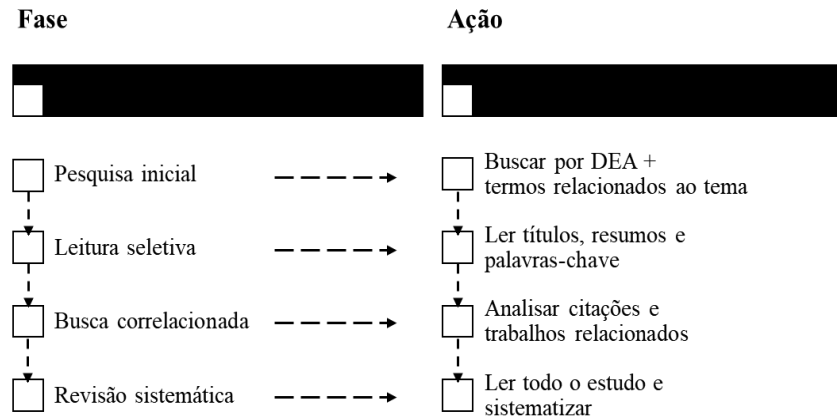 Fase
Ação
Pesquisa inicial
Buscar por DEA +
termos relacionados ao tema
Leitura seletiva
Ler títulos, resumos e
palavras-chave
Busca correlacionada
Analisar citações e
trabalhos relacionados
Revisão sistemática
Ler todo o estudo e
sistematizar